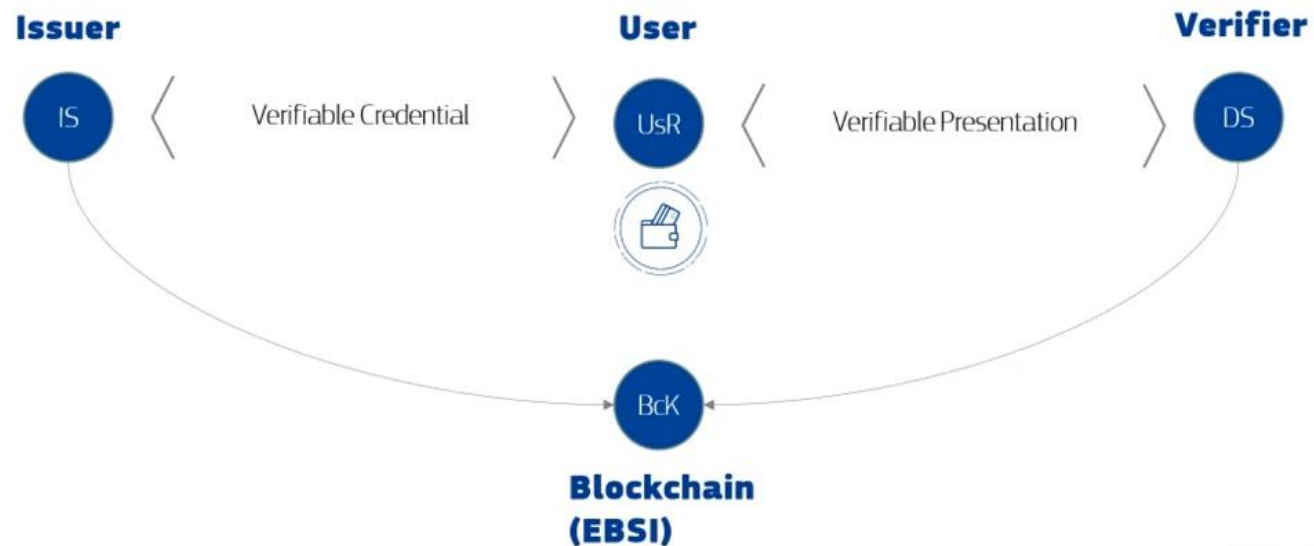 Issuer
User
Verifier
IS
Verifiable Credential
UsR
Verifiable Presentation
DS
BcK
Blockchain
(EBSI)